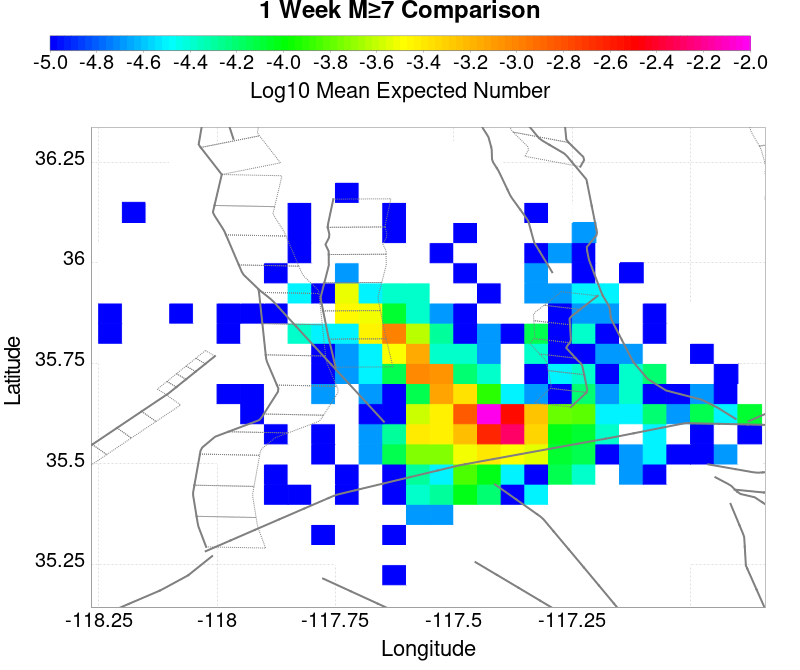 1 Week M≥7 Comparison
-5.0 -4.8 -4.6 -4.4 -4.2 -4.0 -3.8 -3.6 -3.4 -3.2 -3.0 -2.8 -2.6 -2.4 -2.2 -2.0
Log10 Mean Expected Number
36.25
36
35.75
35.5
35.25
Latitude
-118.25 -118 -117.75 -117.5 -117.25
Longitude